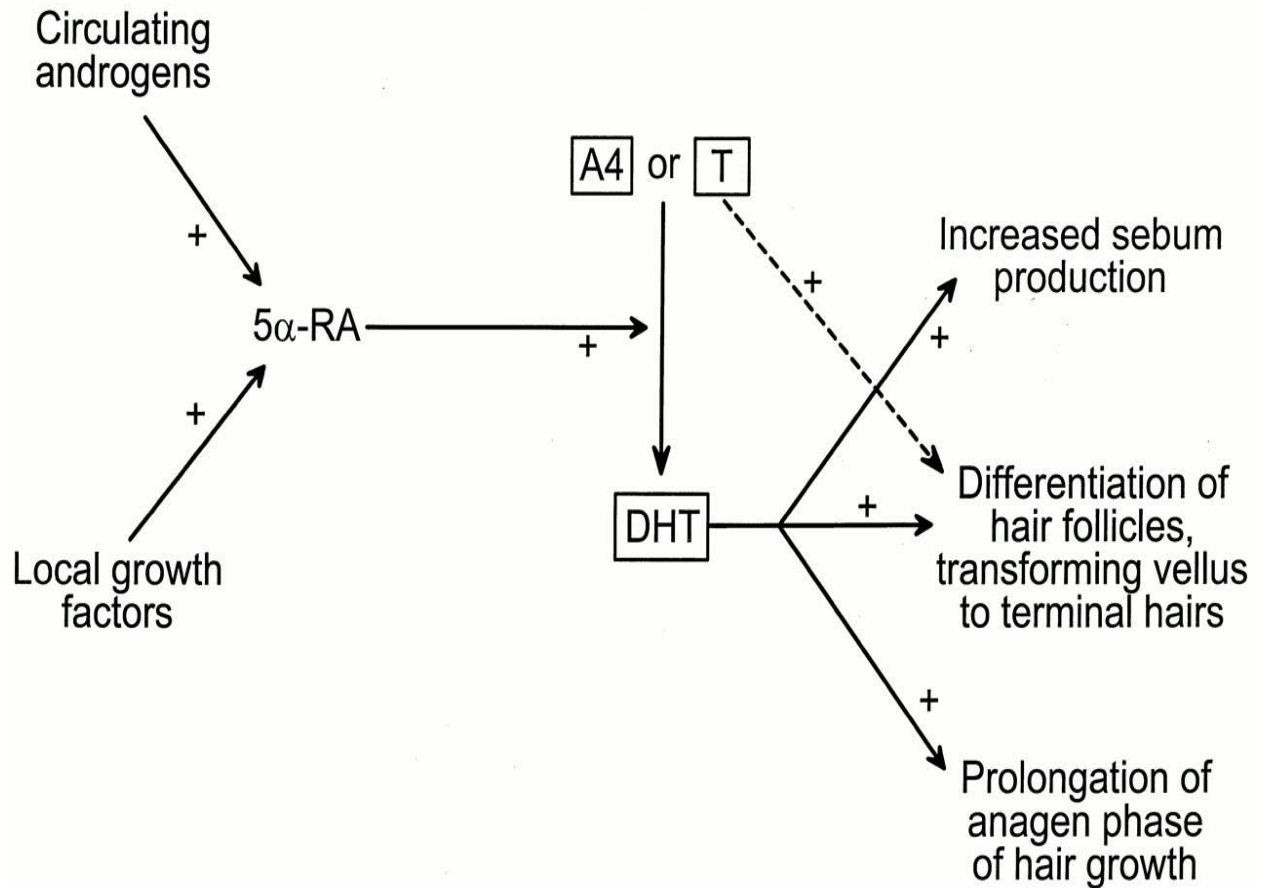 Circulating
androgens
+
A4 or T
+
Increased sebum
production
+
5α-RA
+
+
DHT
+
Differentiation of
hair follicles,
transforming vellus
to terminal hairs
Local growth
factors
+
Prolongation of
anagen phase
of hair growth